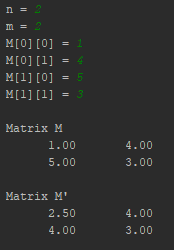 n = 2
m = 2
M[0][0] = 1
M[0][1] = 4
M[1][0] = 5
M[1][1] = 3
Matrix M
1.00 4.00
5.00 3.00
Matrix M'
2.50 4.00
4.00 3.00